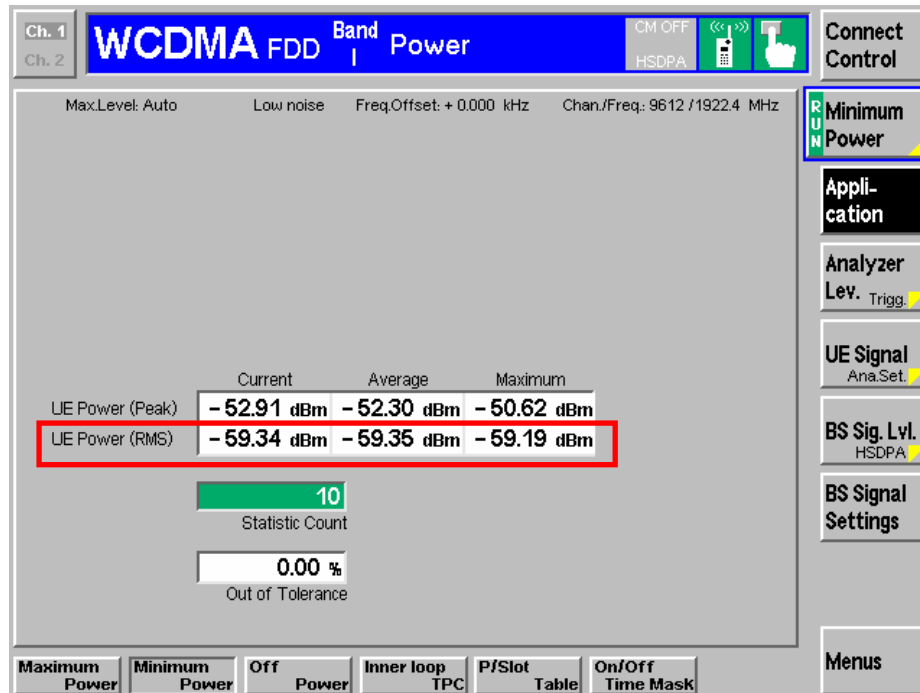 Ch. 1
Ch. 2
WCDMA FDD Band I Power
CM OFF
HSDPA
Connect
Control
Max.Level: Auto Low noise Freq.Offset: + 0.000 kHz Chan./Freq.: 9612 / 1922.4 MHz
RUN
Minimum
Power
Appli-
cation
Analyzer
Lev. Trigg.
UE Signal
Ana.Set.
Current Average Maximum
UE Power (Peak) - 52.91 dBm - 52.30 dBm - 50.62 dBm
UE Power (RMS) - 59.34 dBm - 59.35 dBm - 59.19 dBm
BS Sig. Lvl.
HSDPA
10
Statistic Count
BS Signal
Settings
0.00 %
Out of Tolerance
Menus
Maximum Power
Minimum Power
Off Power
Inner loop TPC
P/Slot Table
On/Off Time Mask